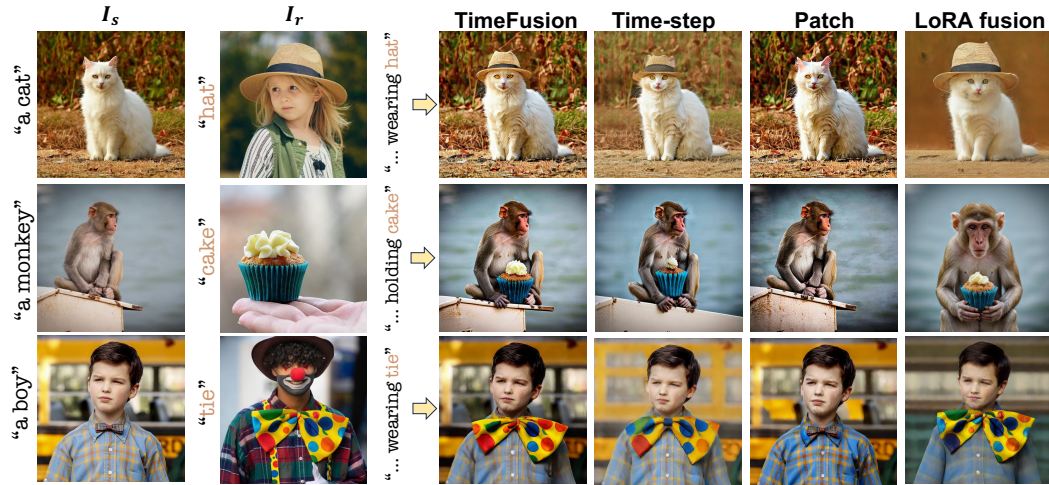 I_s
I_r
TimeFusion
Time-step
Patch
LoRA fusion
“a cat”
“hat”
“... wearing hat”
“a monkey”
“cake”
“... holding cake”
“a boy”
“tie”
“... wearing tie”